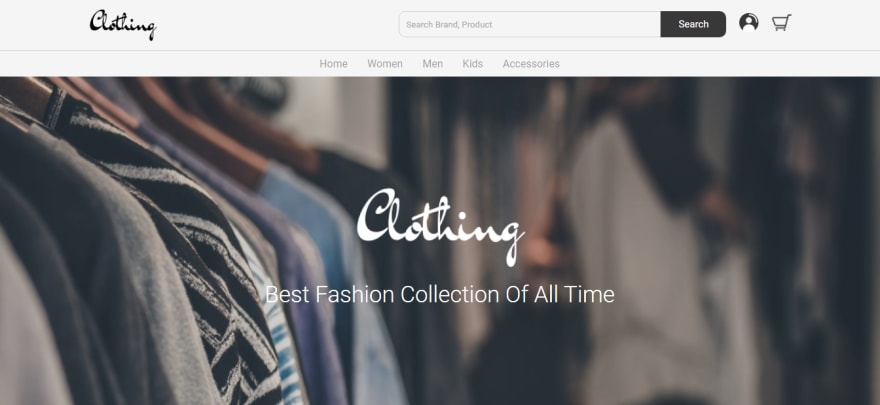 Clothing
Search Brand, Product
Search
Home Women Men Kids Accessories
Clothing
Best Fashion Collection Of All Time